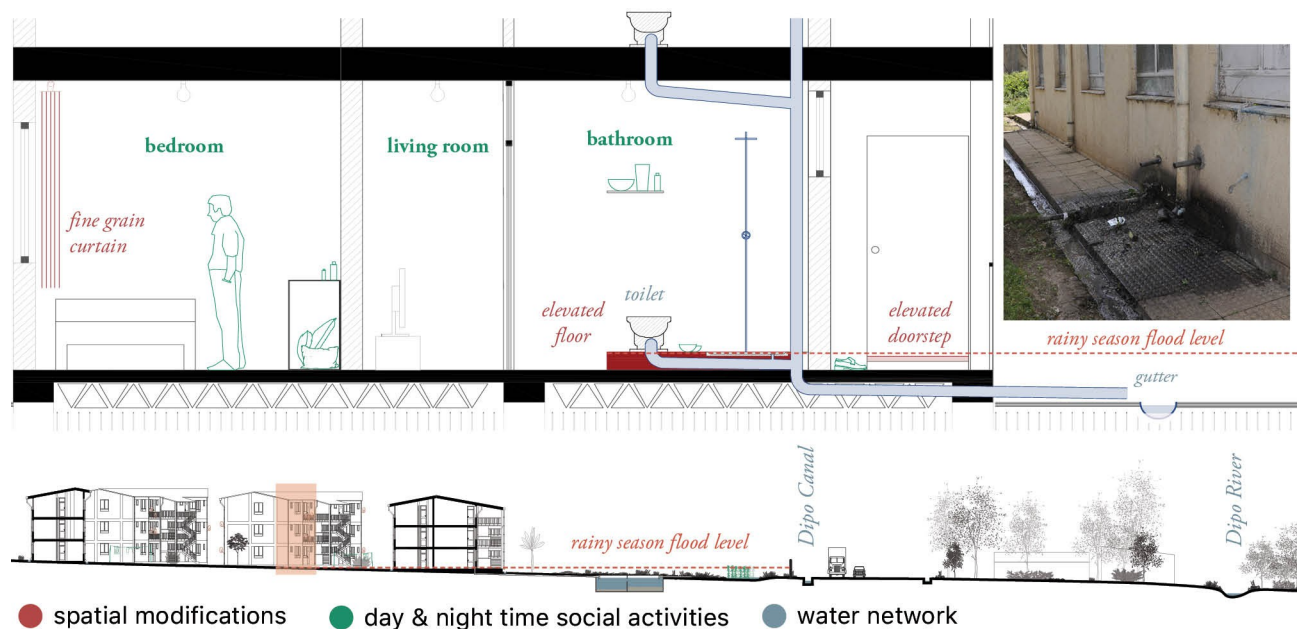 bedroom
living room
bathroom
fine grain
curtain
toilet
elevated
floor
elevated
doorstep
rainy season flood level
gutter
Dipo Canal
Dipo River
rainy season flood level
spatial modifications
day & night time social activities
water network